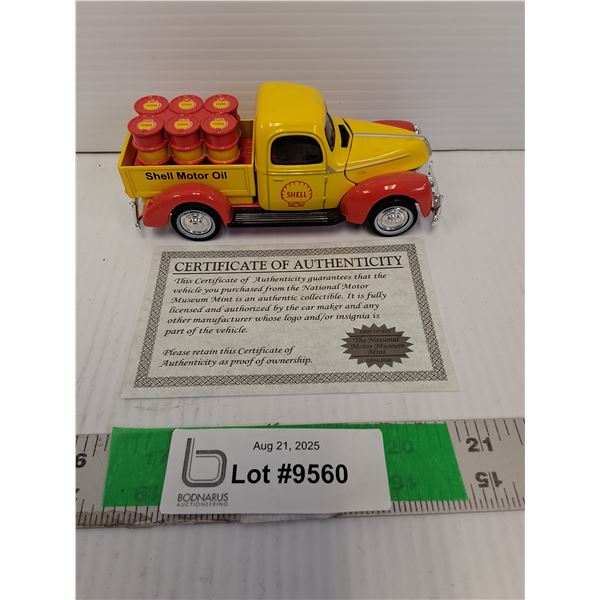 Shell Motor Oil
SHELL
CERTIFICATE OF AUTHENTICITY
This Certificate of Authenticity guarantees that the
vehicle you purchased from the National Motor
Museum Mint is an authentic collectible. It is fully
licensed and authorized by the car maker and any
other manufacturer whose logo and/or insignia is
part of the vehicle.
Please retain this Certificate of
Authenticity as proof of ownership.
The National
Motor Museum
Mint
Aug 21, 2025
Lot #9560
BODNARUS
AUCTIONEERING
6
17
20
21
19
15